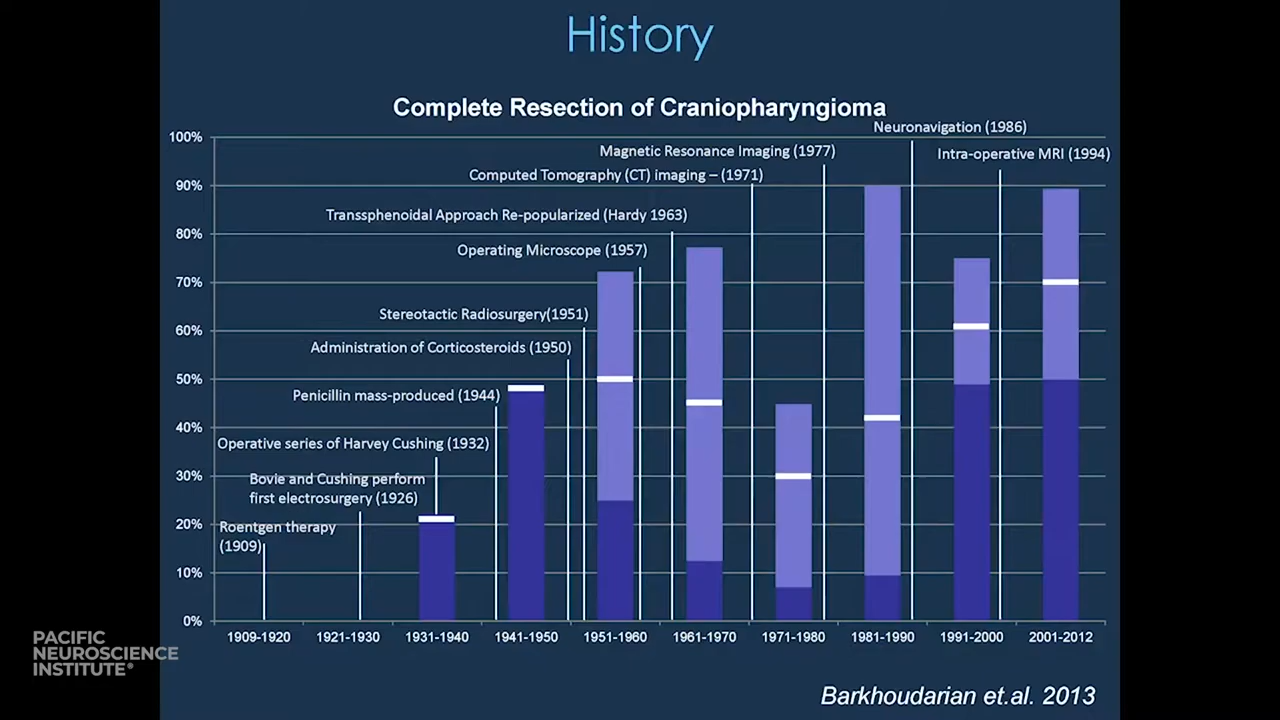 History
Complete Resection of Craniopharyngioma
100%
90%
80%
70%
60%
50%
40%
30%
20%
10%
0%
Neuronavigation (1986)
Magnetic Resonance Imaging (1977)
Intra-operative MRI (1994)
Computed Tomography (CT) imaging – (1971)
Transsphenoidal Approach Re-popularized (Hardy 1963)
Operating Microscope (1957)
Stereotactic Radiosurgery(1951)
Administration of Corticosteroids (1950)
Penicillin mass-produced (1944)
Operative series of Harvey Cushing (1932)
Bovie and Cushing perform
first electrosurgery (1926)
Roentgen therapy
(1909)
1909-1920
1921-1930
1931-1940
1941-1950
1951-1960
1961-1970
1971-1980
1981-1990
1991-2000
2001-2012
PACIFIC
NEUROSCIENCE
INSTITUTE®
Barkhoudarian et.al. 2013